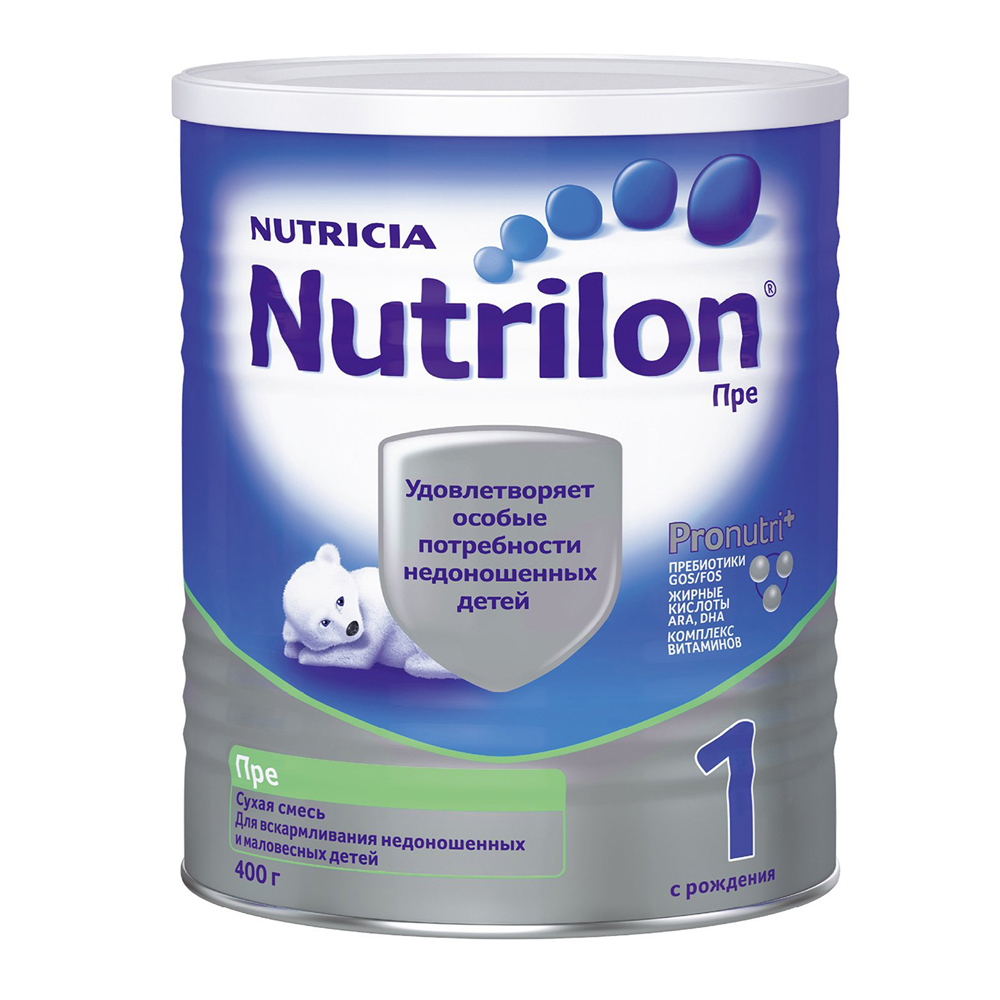 NUTRICIA
Nutrilon®
Пре
Удовлетворяет
особые
потребности
недоношенных
детей
Pronutri+
ПРЕБИОТИКИ
GOS/FOS
ЖИРНЫЕ
КИСЛОТЫ
ARA, DHA
КОМПЛЕКС
ВИТАМИНОВ
1
с рождения
Пре
Сухая смесь
Для вскармливания недоношенных
и маловесных детей
400 г